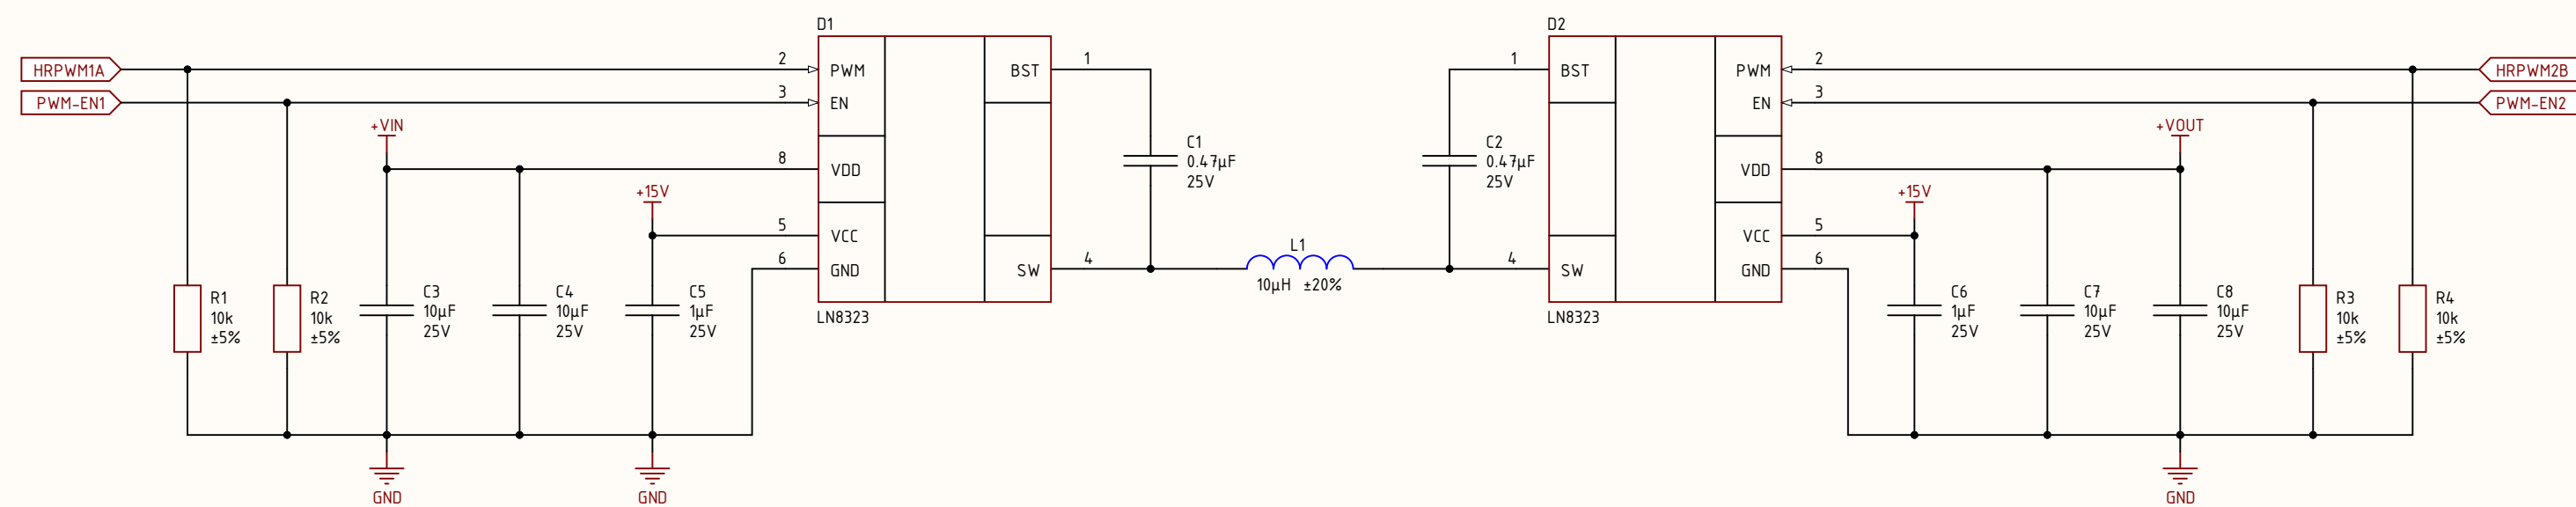 D1
D2
HRPWM1A
2
PWM
BST
1
1
BST
PWM
2
HRPWM2B
PWM-EN1
3
EN
EN
3
PWM-EN2
+VIN
+VOUT
C1
0.47µF
25V
C2
0.47µF
25V
8
VDD
VDD
8
+15V
+15V
5
VCC
VCC
5
6
GND
SW
4
L1
10µH ±20%
4
SW
GND
6
R1
10k
±5%
R2
10k
±5%
C3
10µF
25V
C4
10µF
25V
C5
1µF
25V
LN8323
LN8323
C6
1µF
25V
C7
10µF
25V
C8
10µF
25V
R3
10k
±5%
R4
10k
±5%
GND
GND
GND